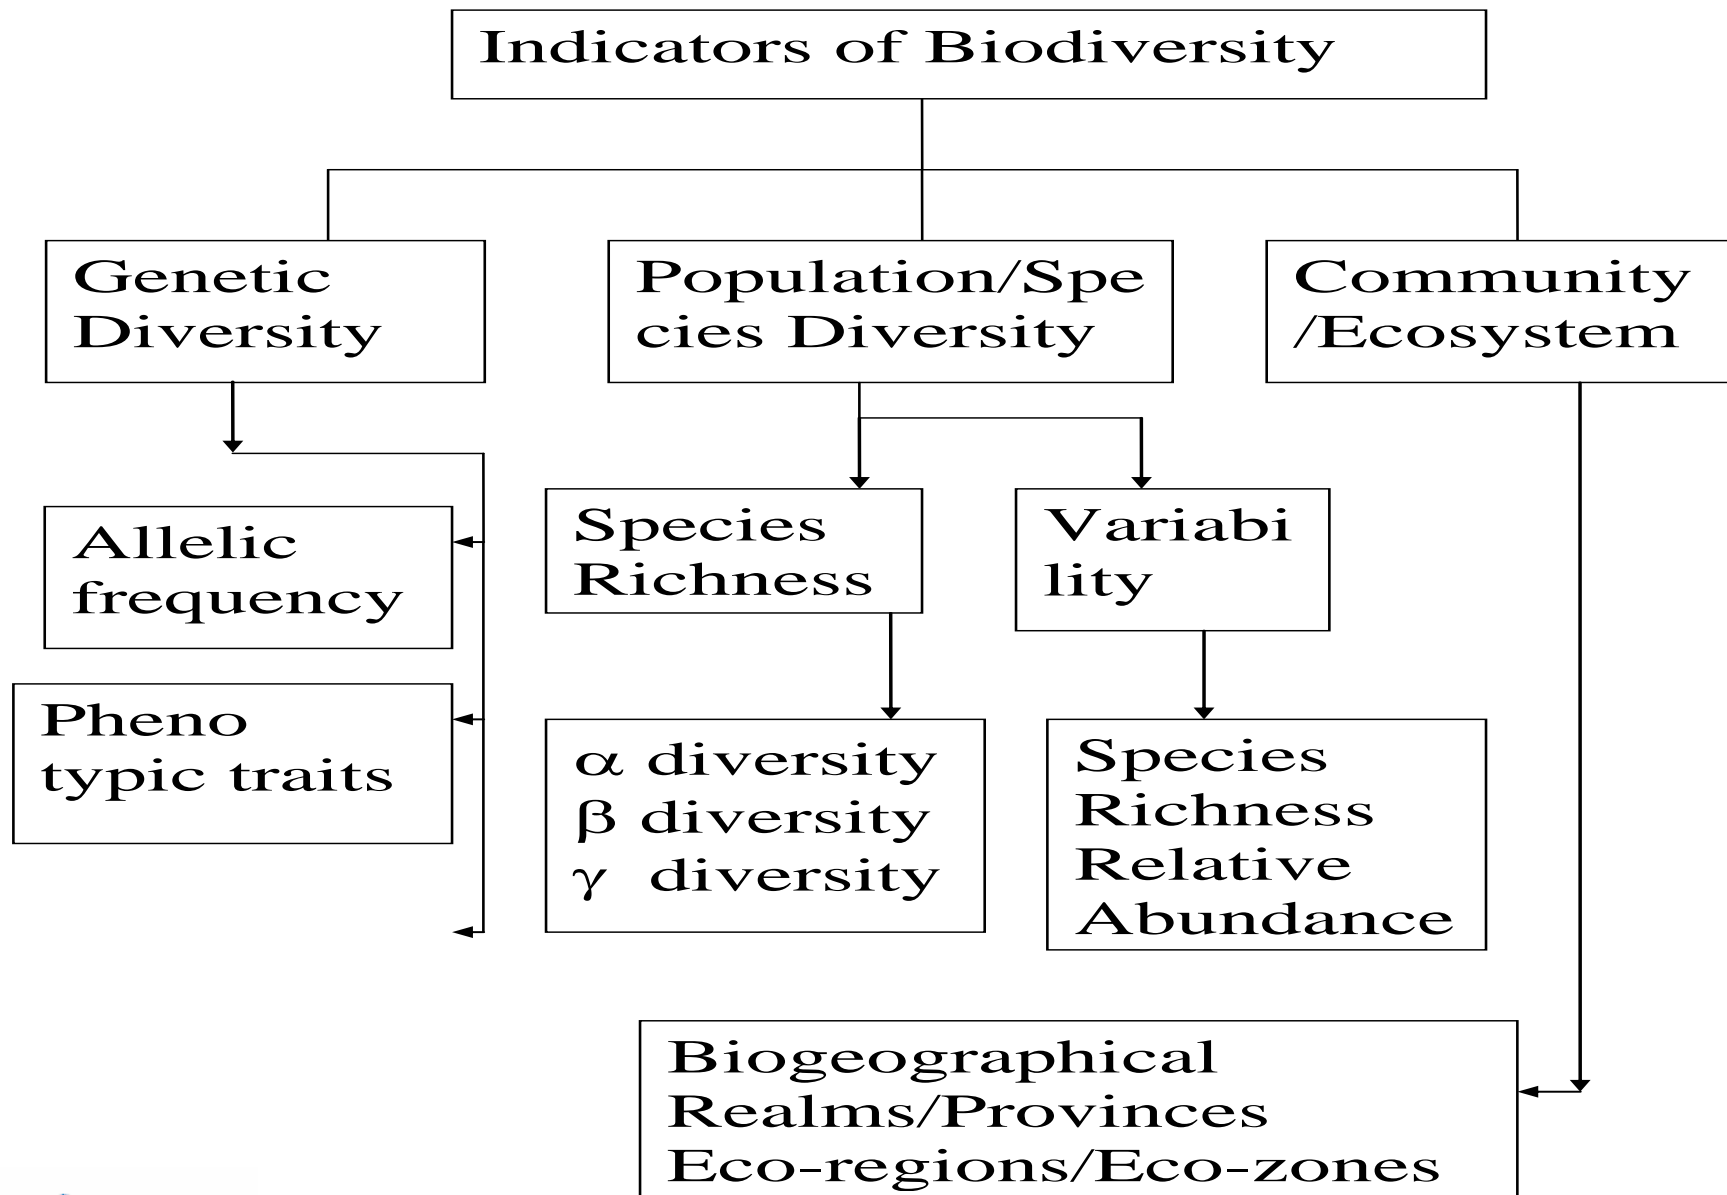 Indicators of Biodiversity
Genetic
Diversity
Population/Spe
cies Diversity
Community
/Ecosystem
Allelic
frequency
Pheno
typic traits
Species
Richness
Variabi
lity
α diversity
β diversity
γ diversity
Species
Richness
Relative
Abundance
Biogeographical
Realms/Provinces
Eco-regions/Eco-zones